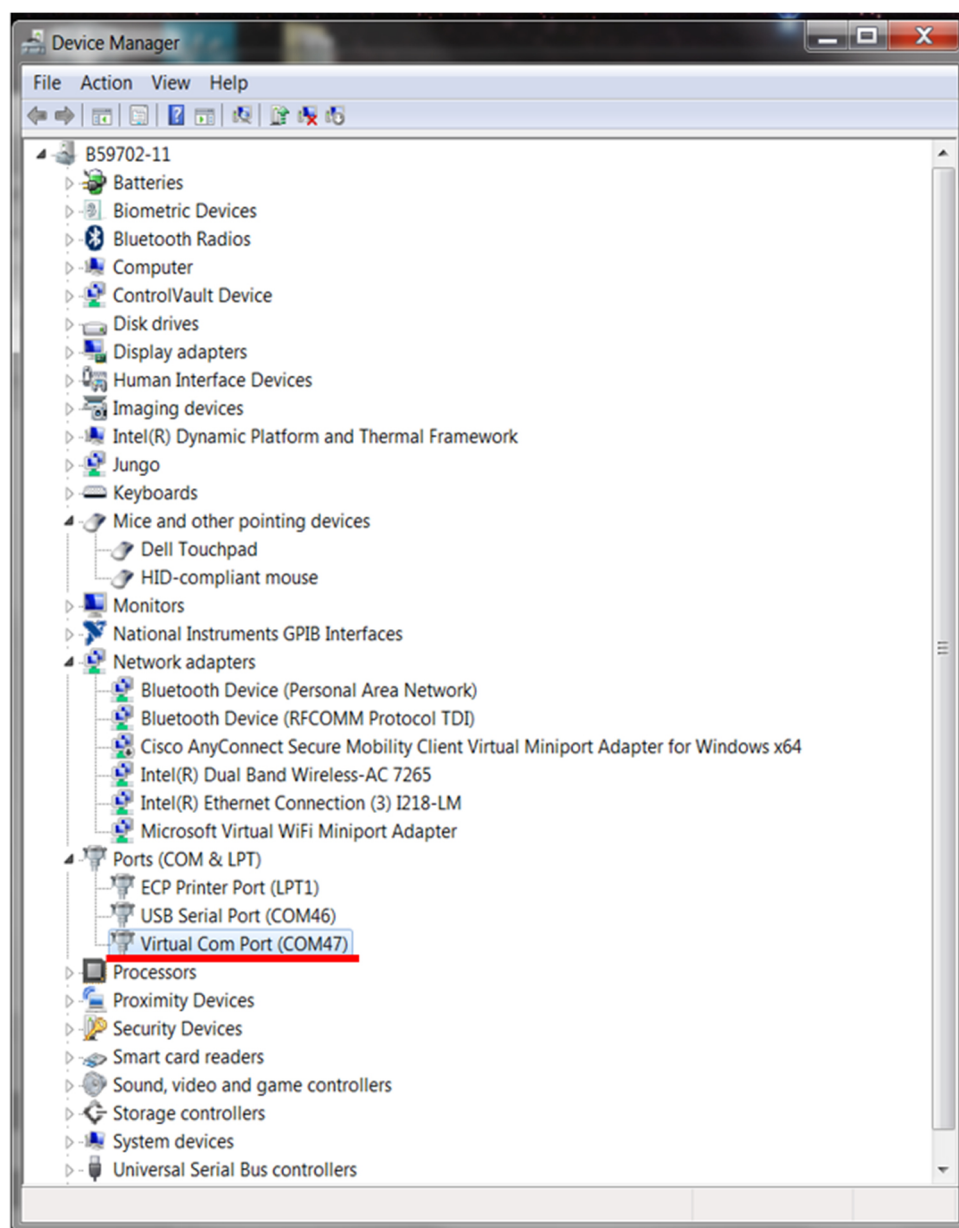 Device Manager
File Action View Help
B59702-11
Batteries
Biometric Devices
Bluetooth Radios
Computer
ControlVault Device
Disk drives
Display adapters
Human Interface Devices
Imaging devices
Intel(R) Dynamic Platform and Thermal Framework
Jungo
Keyboards
Mice and other pointing devices
Dell Touchpad
HID-compliant mouse
Monitors
National Instruments GPIB Interfaces
Network adapters
Bluetooth Device (Personal Area Network)
Bluetooth Device (RFCOMM Protocol TDI)
Cisco AnyConnect Secure Mobility Client Virtual Miniport Adapter for Windows x64
Intel(R) Dual Band Wireless-AC 7265
Intel(R) Ethernet Connection (3) I218-LM
Microsoft Virtual WiFi Miniport Adapter
Ports (COM & LPT)
ECP Printer Port (LPT1)
USB Serial Port (COM46)
Virtual Com Port (COM47)
Processors
Proximity Devices
Security Devices
Smart card readers
Sound, video and game controllers
Storage controllers
System devices
Universal Serial Bus controllers